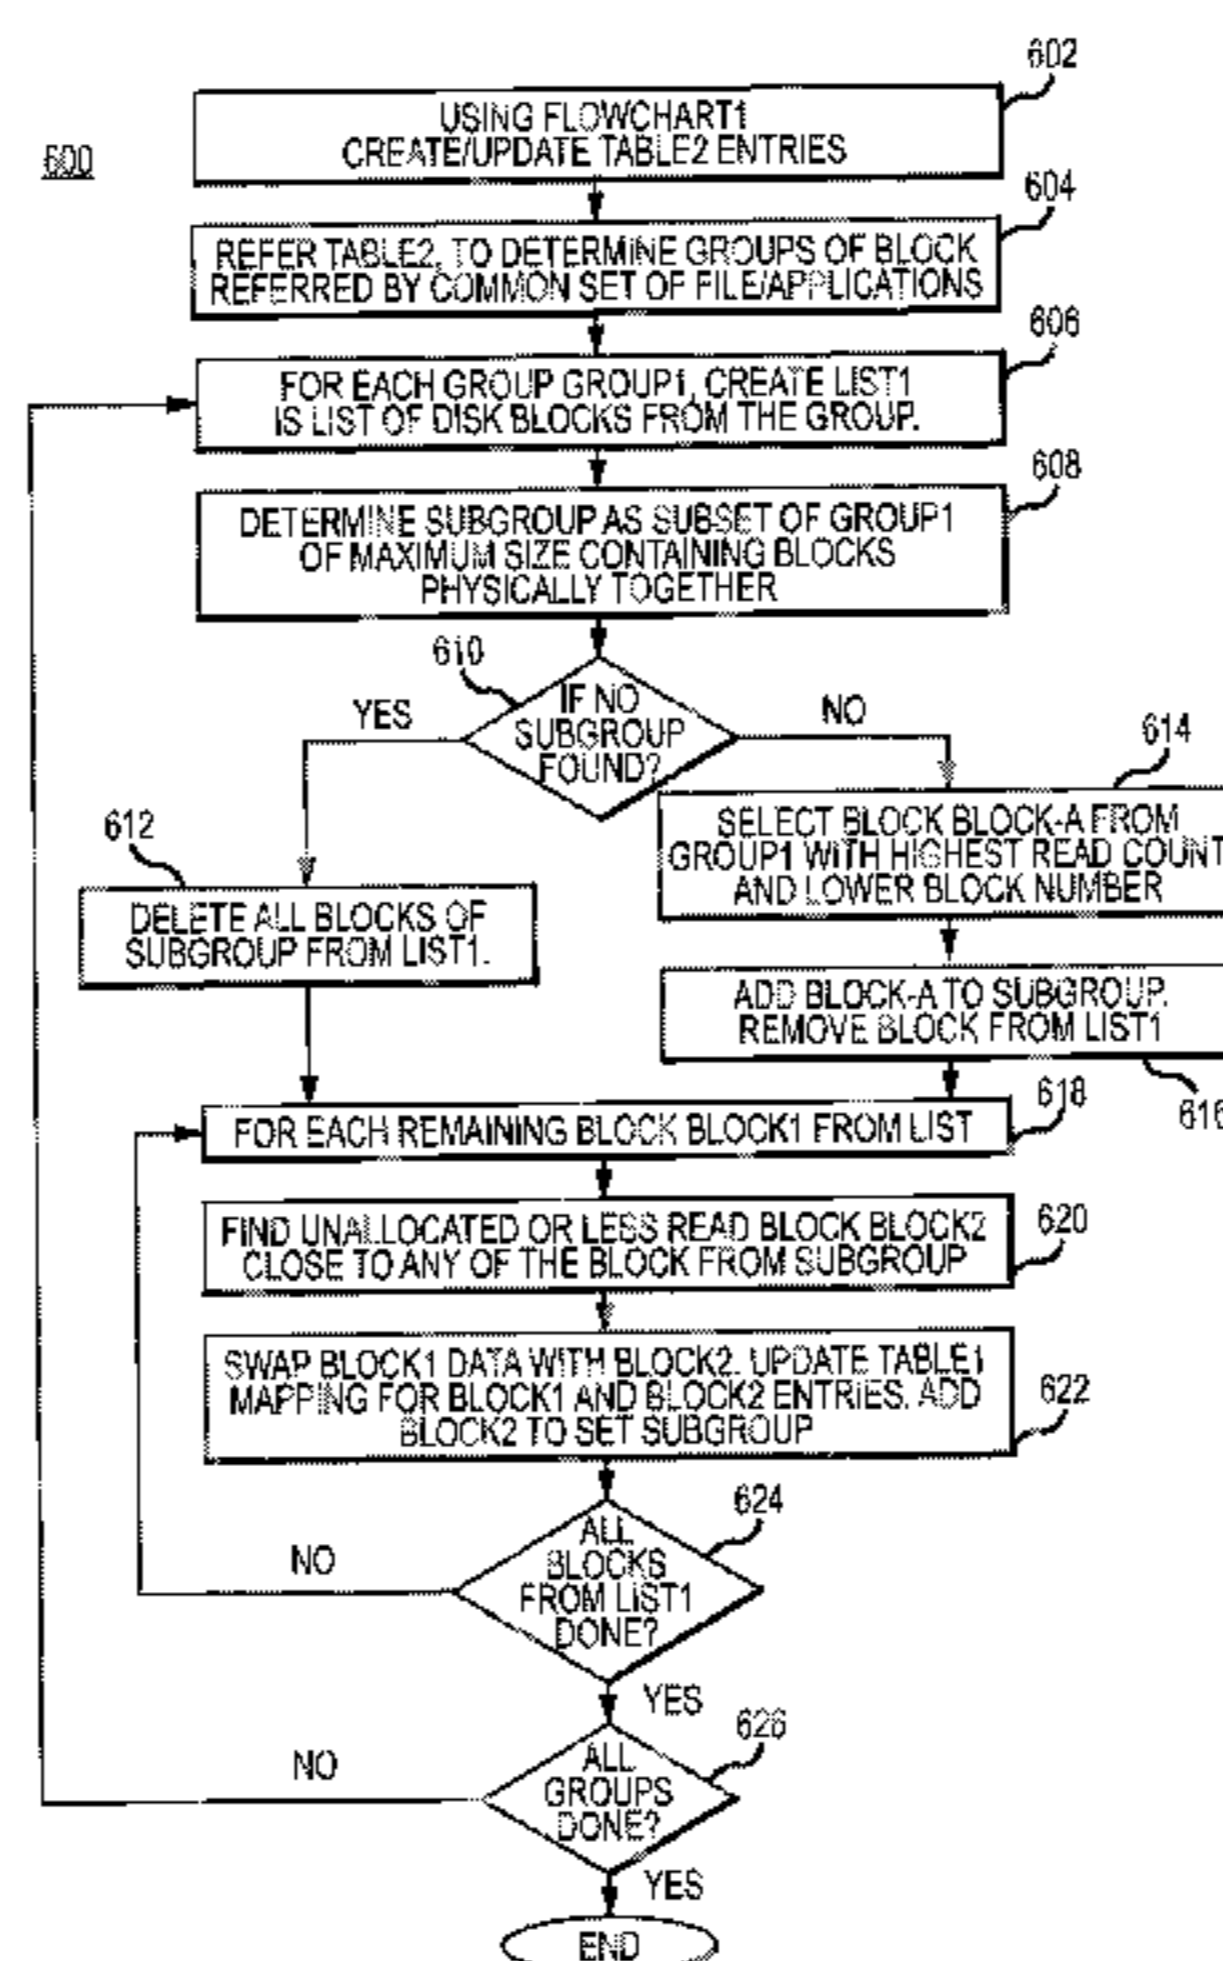 602
USING FLOWCHART1
CREATE/UPDATE TABLE2 ENTRIES
600
604
REFER TABLE2, TO DETERMINE GROUPS OF BLOCK
REFERRED BY COMMON SET OF FILE/APPLICATIONS
606
FOR EACH GROUP GROUP1, CREATE LIST1
IS LIST OF DISK BLOCKS FROM THE GROUP.
608
DETERMINE SUBGROUP AS SUBSET OF GROUP1
OF MAXIMUM SIZE CONTAINING BLOCKS
PHYSICALLY TOGETHER
610
IF NO
SUBGROUP
FOUND?
YES
NO
614
SELECT BLOCK BLOCK-A FROM
GROUP1 WITH HIGHEST READ COUNT
AND LOWER BLOCK NUMBER
612
DELETE ALL BLOCKS OF
SUBGROUP FROM LIST1.
ADD BLOCK-A TO SUBGROUP.
REMOVE BLOCK FROM LIST1
616
618
FOR EACH REMAINING BLOCK BLOCK1 FROM LIST
FIND UNALLOCATED OR LESS READ BLOCK BLOCK2
CLOSE TO ANY OF THE BLOCK FROM SUBGROUP
620
SWAP BLOCK1 DATA WITH BLOCK2. UPDATE TABLE1
MAPPING FOR BLOCK1 AND BLOCK2 ENTRIES. ADD
BLOCK2 TO SET SUBGROUP
622
624
ALL
BLOCKS
FROM LIST1
DONE?
NO
YES
626
ALL
GROUPS
DONE?
NO
YES
END